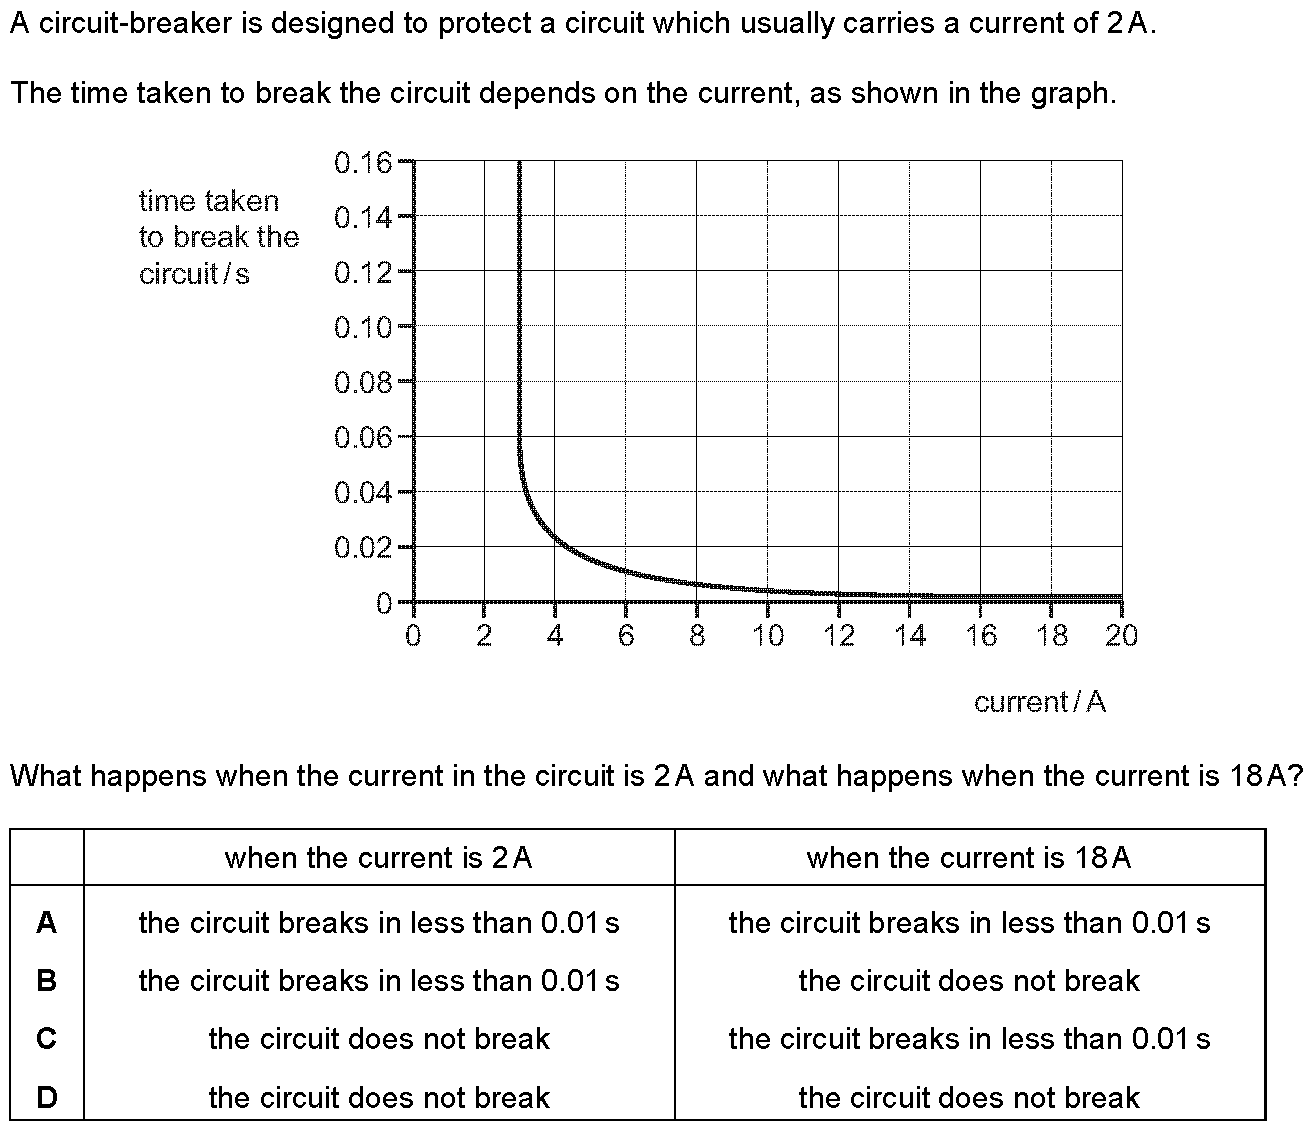 A circuit-breaker is designed to protect a circuit which usually carries a current of 2 A.
The time taken to break the circuit depends on the current, as shown in the graph.
time taken
to break the
circuit / s
0.16
0.14
0.12
0.10
0.08
0.06
0.04
0.02
0
0 2 4 6 8 10 12 14 16 18 20
current / A
What happens when the current in the circuit is 2 A and what happens when the current is 18 A?
when the current is 2 A when the current is 18 A
A the circuit breaks in less than 0.01 s the circuit breaks in less than 0.01 s
B the circuit breaks in less than 0.01 s the circuit does not break
C the circuit does not break the circuit breaks in less than 0.01 s
D the circuit does not break the circuit does not break